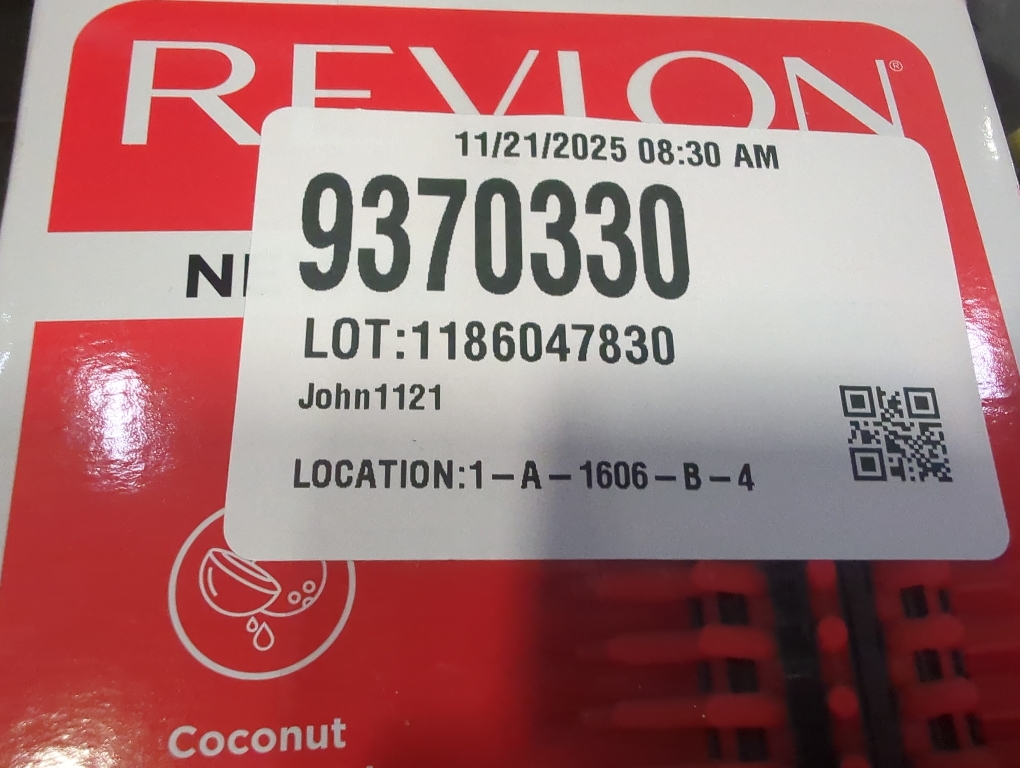 REVLON®
11/21/2025 08:30 AM
9370330
LOT:1186047830
John1121
LOCATION:1-A-1606-B-4
Coconut